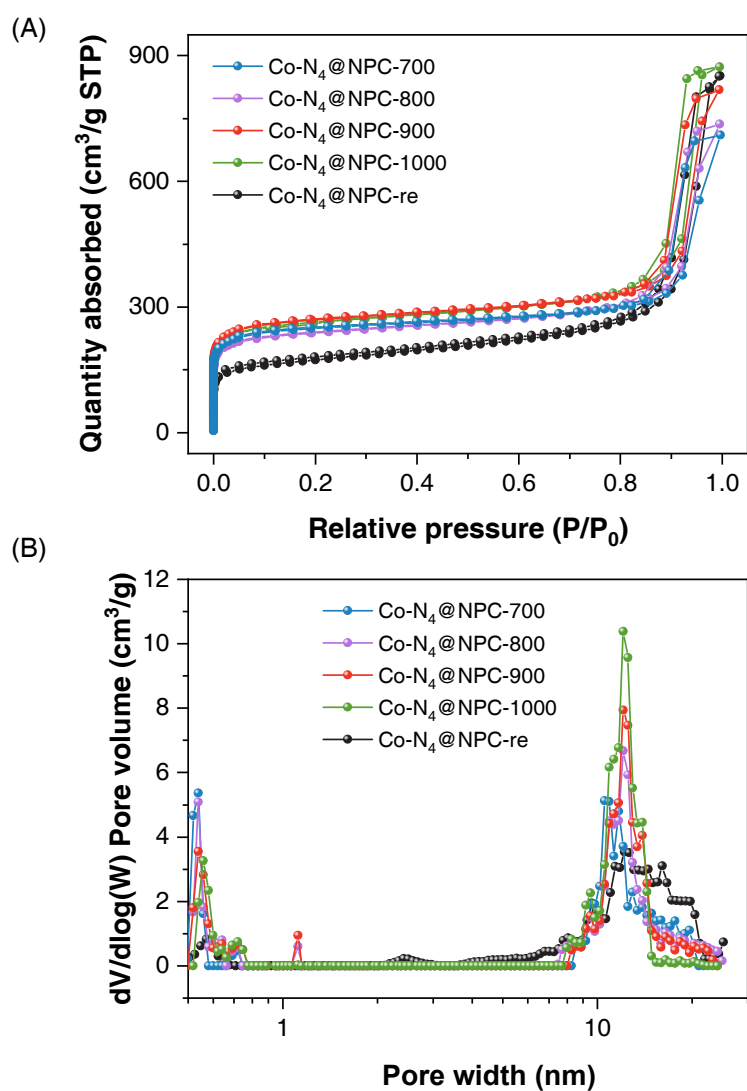 (A)
Quantity absorbed (cm³/g STP)
900
600
300
0
Co-N₄@NPC-700
Co-N₄@NPC-800
Co-N₄@NPC-900
Co-N₄@NPC-1000
Co-N₄@NPC-re
0.0 0.2 0.4 0.6 0.8 1.0
Relative pressure (P/P₀)
(B)
dV/dlog(W) Pore volume (cm³/g)
12
10
8
6
4
2
0
Co-N₄@NPC-700
Co-N₄@NPC-800
Co-N₄@NPC-900
Co-N₄@NPC-1000
Co-N₄@NPC-re
1 10
Pore width (nm)